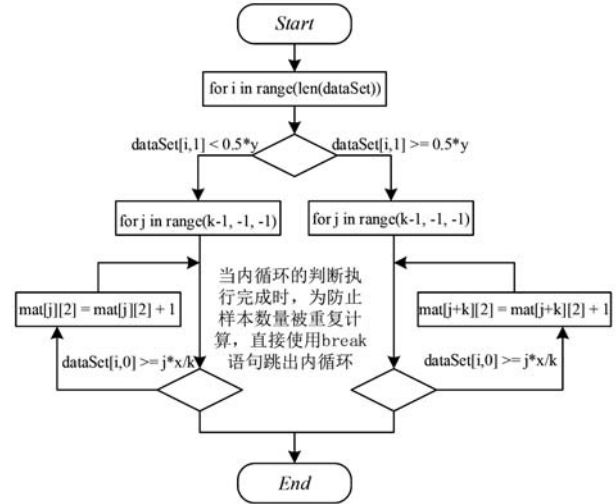 Start
for i in range(len(dataSet))
dataSet[i,1] < 0.5*y
dataSet[i,1] >= 0.5*y
for j in range(k-1, -1, -1)
for j in range(k-1, -1, -1)
当内循环的判断执
行完成时，为防止
样本数量被重复计
算，直接使用break
语句跳出内循环
mat[j][2] = mat[j][2] + 1
mat[j+k][2] = mat[j+k][2] + 1
dataSet[i,0] >= j*x/k
dataSet[i,0] >= j*x/k
End